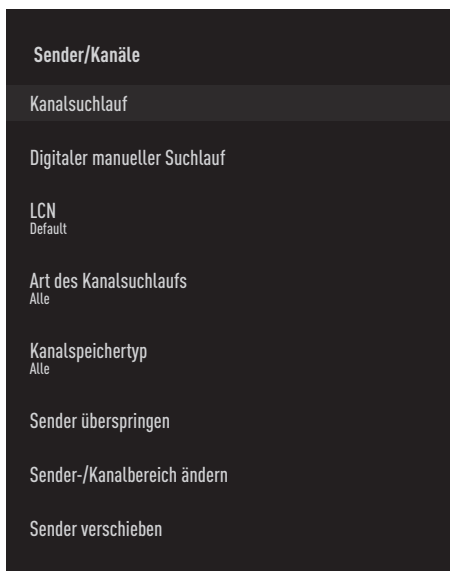 Sender/Kanäle
Kanalsuchlauf
Digitaler manueller Suchlauf
LCN
Default
Art des Kanalsuchlaufs
Alle
Kanalspeichertyp
Alle
Sender überspringen
Sender-/Kanalbereich ändern
Sender verschieben